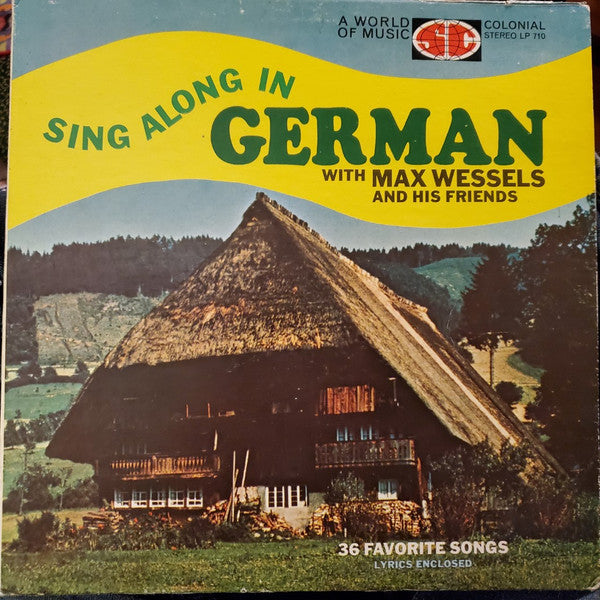 A WORLD
OF MUSIC
COLONIAL
STEREO LP 710
SING ALONG IN
GERMAN
WITH MAX WESSELS
AND HIS FRIENDS
36 FAVORITE SONGS
LYRICS ENCLOSED